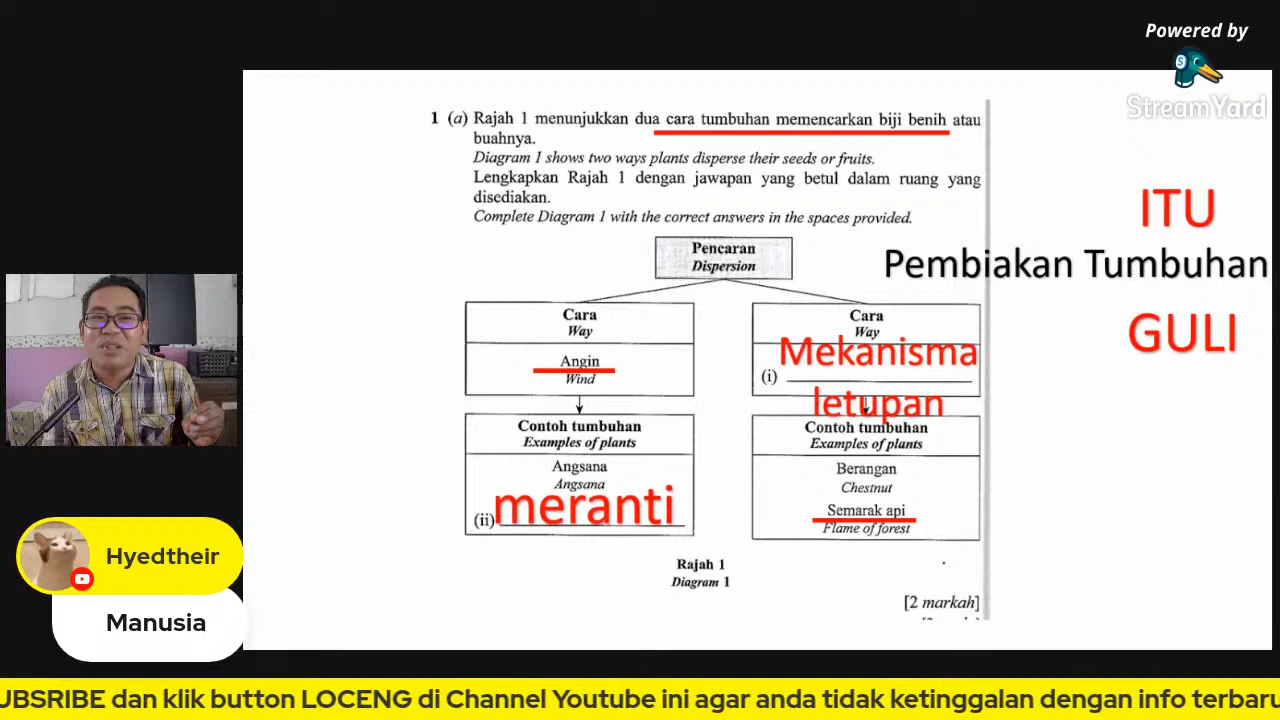 Powered by
StreamYard
1 (a) Rajah 1 menunjukkan dua cara tumbuhan memencarkan biji benih atau
buahnya.
Diagram 1 shows two ways plants disperse their seeds or fruits.
Lengkapkan Rajah 1 dengan jawapan yang betul dalam ruang yang
disediakan.
Complete Diagram 1 with the correct answers in the spaces provided.
ITU
Pembiakan Tumbuhan
GULI
Pencaran
Dispersion
Cara
Way
Angin
Wind
Contoh tumbuhan
Examples of plants
Angsana
Angsana
(ii) meranti
Cara
Way
Mekanisma
(i)
letupan
Contoh tumbuhan
Examples of plants
Berangan
Chestnut
Semarak api
Flame of forest
Rajah 1
Diagram 1
[2 markah]
Hyedtheir
Manusia
UBSRIBE dan klik button LOCENG di Channel Youtube ini agar anda tidak ketinggalan dengan info terbaru